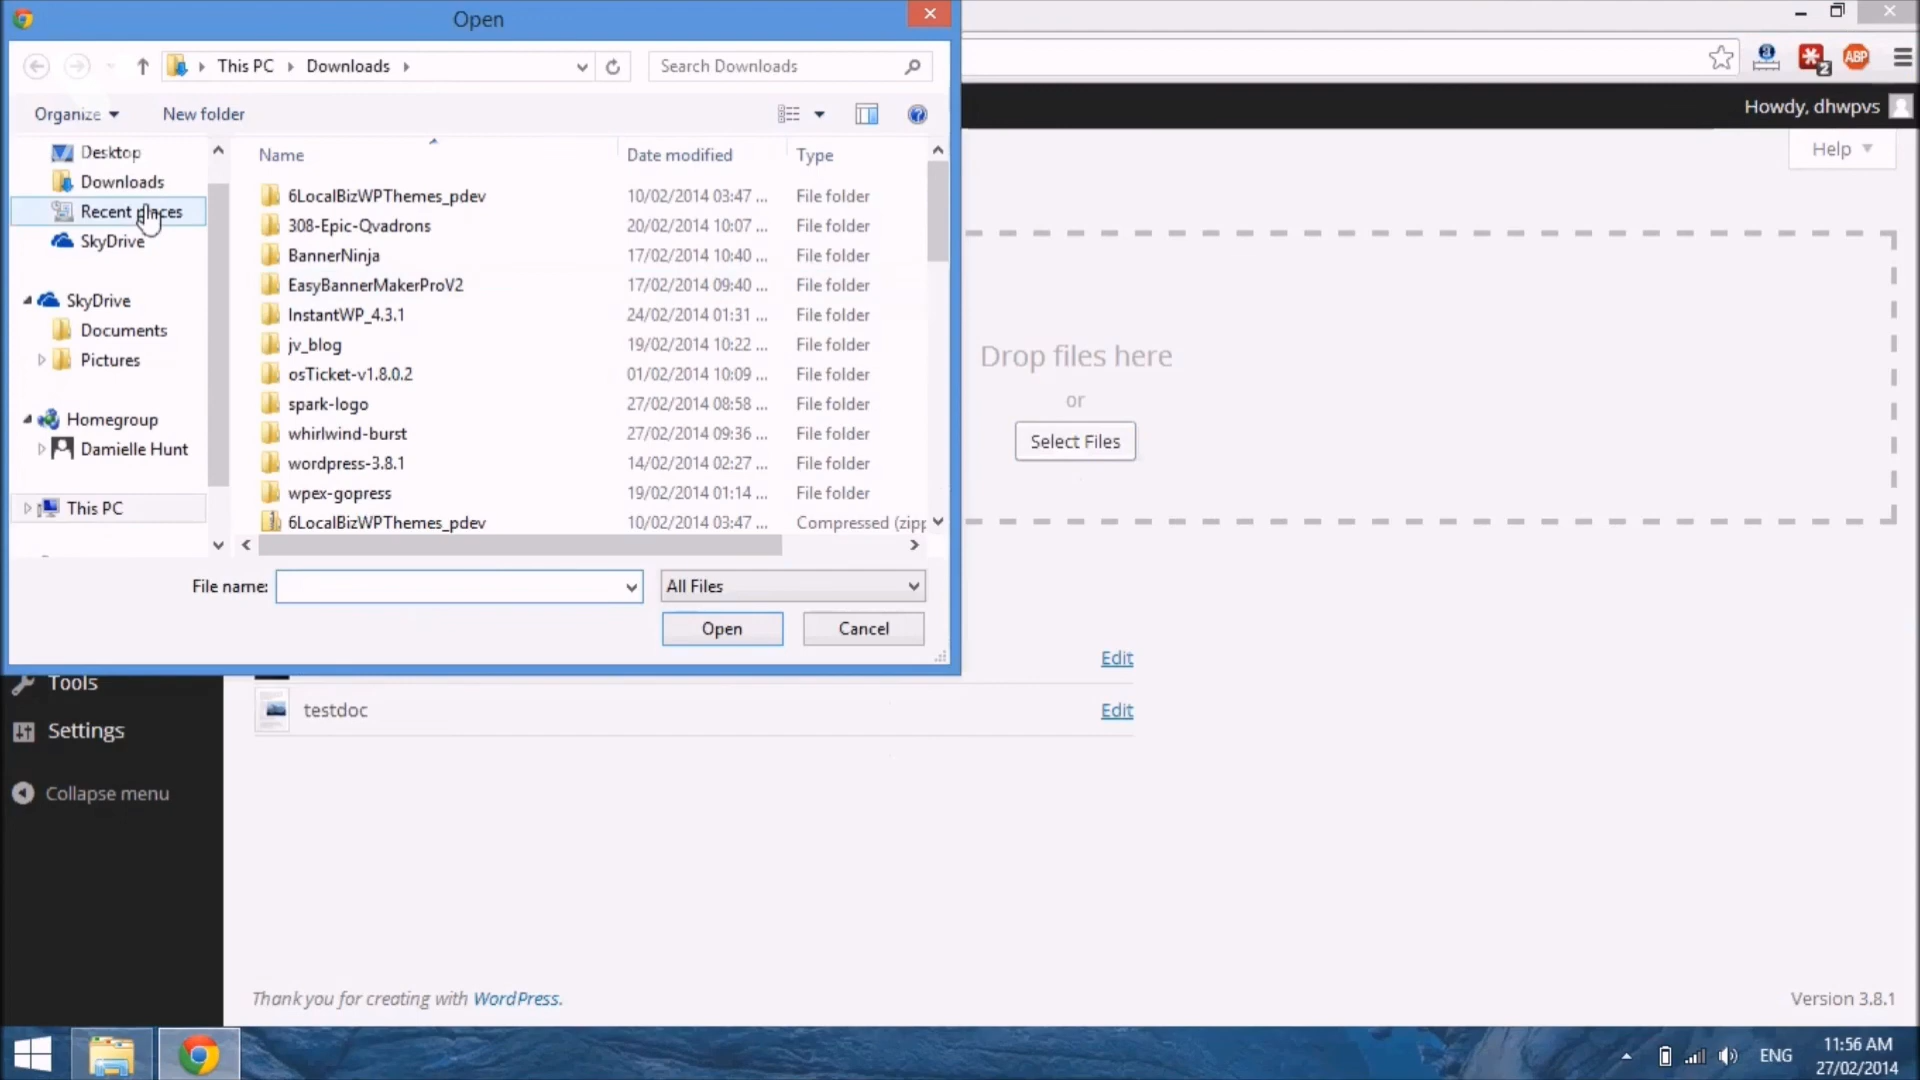 Open
This PC
Downloads
Search Downloads
Organize
New folder
Howdy, dhwpvs
Help
Desktop
Downloads
Recent places
SkyDrive
SkyDrive
Documents
Pictures
Homegroup
Damielle Hunt
This PC
Name Date modified Type
6LocalBizWPThemes_pdev 10/02/2014 03:47 ... File folder
308-Epic-Qvadrons 20/02/2014 10:07 ... File folder
BannerNinja 17/02/2014 10:40 ... File folder
EasyBannerMakerProV2 17/02/2014 09:40 ... File folder
InstantWP_4.3.1 24/02/2014 01:31 ... File folder
jv_blog 19/02/2014 10:22 ... File folder
osTicket-v1.8.0.2 01/02/2014 10:09 ... File folder
spark-logo 27/02/2014 08:58 ... File folder
whirlwind-burst 27/02/2014 09:36 ... File folder
wordpress-3.8.1 14/02/2014 02:27 ... File folder
wpex-gopress 19/02/2014 01:14 ... File folder
6LocalBizWPThemes_pdev 10/02/2014 03:47 ... Compressed (zipp
File name:
All Files
Open
Cancel
Drop files here
or
Select Files
Edit
testdoc Edit
Tools
Settings
Collapse menu
Thank you for creating with WordPress.
Version 3.8.1
ABP
2
ENG
11:56 AM
27/02/2014